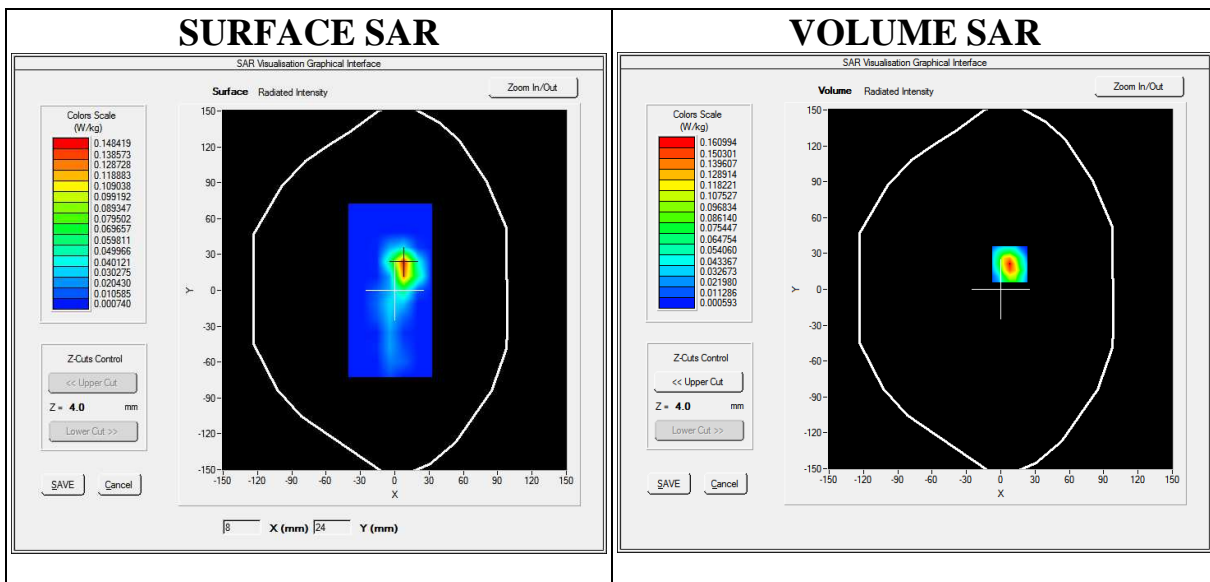 SURFACE SAR
SAR Visualisation Graphical Interface
Surface Radiated Intensity
Zoom In/Out
Colors Scale
(W/kg)
0.148419
0.138573
0.128728
0.118883
0.109038
0.099192
0.089347
0.079502
0.069657
0.059811
0.049966
0.040121
0.030275
0.020430
0.010585
0.000740
Z-Cuts Control
<< Upper Cut
Z = 4.0 mm
Lower Cut >>
SAVE Cancel
150
120
90
60
30
0
-30
-60
-90
-120
-150
Y
-150 -120 -90 -60 -30 0 30 60 90 120 150
X
8 X (mm) 24 Y (mm)
VOLUME SAR
SAR Visualisation Graphical Interface
Volume Radiated Intensity
Zoom In/Out
Colors Scale
(W/kg)
0.160994
0.150301
0.139607
0.128914
0.118221
0.107527
0.096834
0.086140
0.075447
0.064754
0.054060
0.043367
0.032673
0.021980
0.011286
0.000593
Z-Cuts Control
<< Upper Cut
Z = 4.0 mm
Lower Cut >>
SAVE Cancel
150
120
90
60
30
0
-30
-60
-90
-120
-150
Y
-150 -120 -90 -60 -30 0 30 60 90 120 150
X